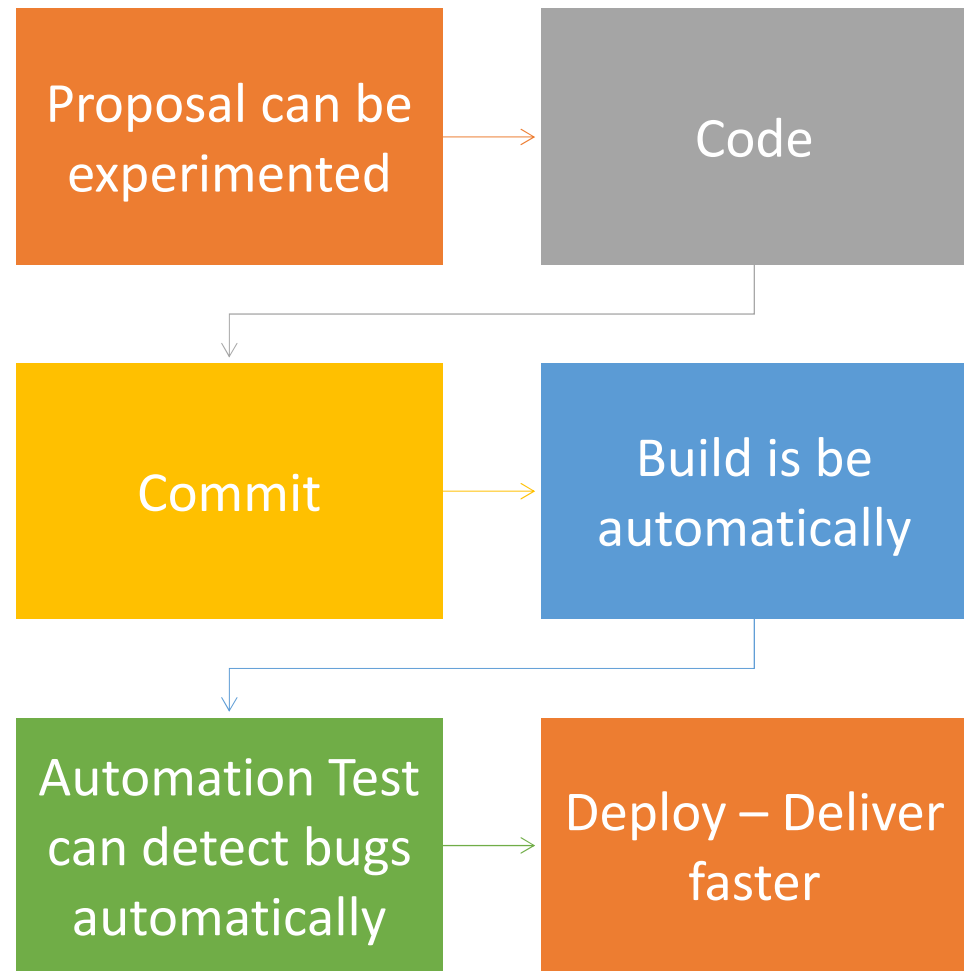 Proposal can be
experimented
Code
Commit
Build is be
automatically
Automation Test
can detect bugs
automatically
Deploy – Deliver
faster